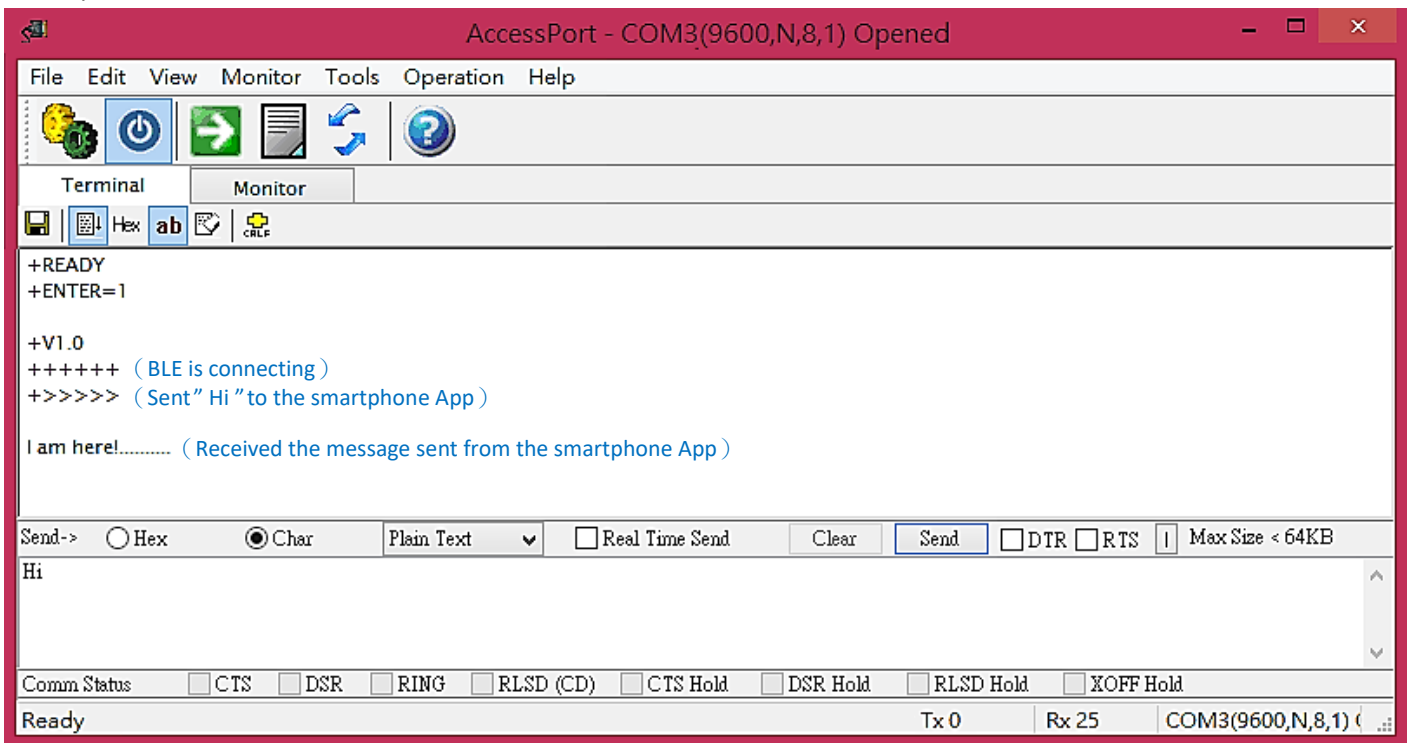 AccessPort - COM3(9600,N,8,1) Opened
File Edit View Monitor Tools Operation Help
Terminal Monitor
Hex ab CRLF
+READY
+ENTER=1
+V1.0
++++++ （BLE is connecting）
+>>>>> （Sent” Hi ”to the smartphone App）
I am here!.......... （Received the message sent from the smartphone App）
Send-> Hex Char Plain Text Real Time Send Clear Send DTR RTS | Max Size < 64KB
Hi
Comm Status CTS DSR RING RLSD (CD) CTS Hold DSR Hold RLSD Hold XOFF Hold
Ready Tx 0 Rx 25 COM3(9600,N,8,1)